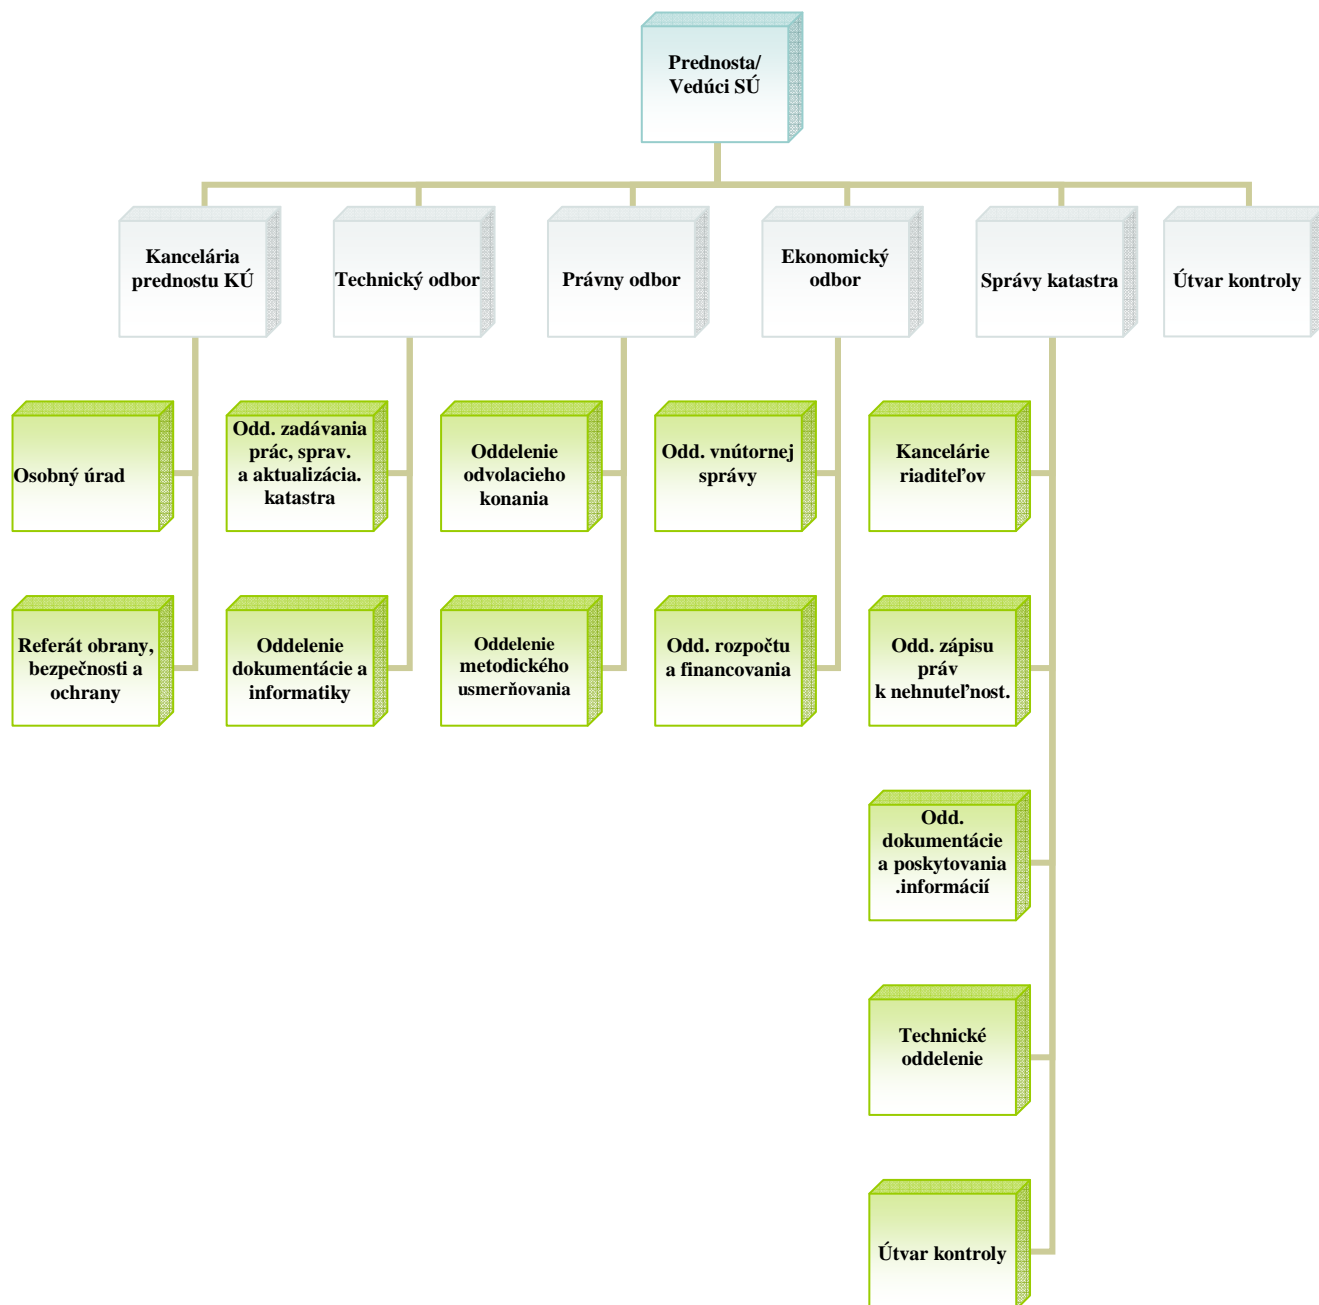 Prednosta/
Vedúci SÚ
Kancelária
prednostu KÚ
Technický odbor
Právny odbor
Ekonomický
odbor
Správy katastra
Útvar kontroly
Osobný úrad
Odd. zadávania
prác, sprav.
a aktualizácia.
katastra
Oddelenie
odvolacieho
konania
Odd. vnútornej
správy
Kancelárie
riaditeľov
Referát obrany,
bezpečnosti a
ochrany
Oddelenie
dokumentácie a
informatiky
Oddelenie
metodického
usmerňovania
Odd. rozpočtu
a financovania
Odd. zápisu
práv
k nehnuteľnost.
Odd.
dokumentácie
a poskytovania
.informácií
Technické
oddelenie
Útvar kontroly